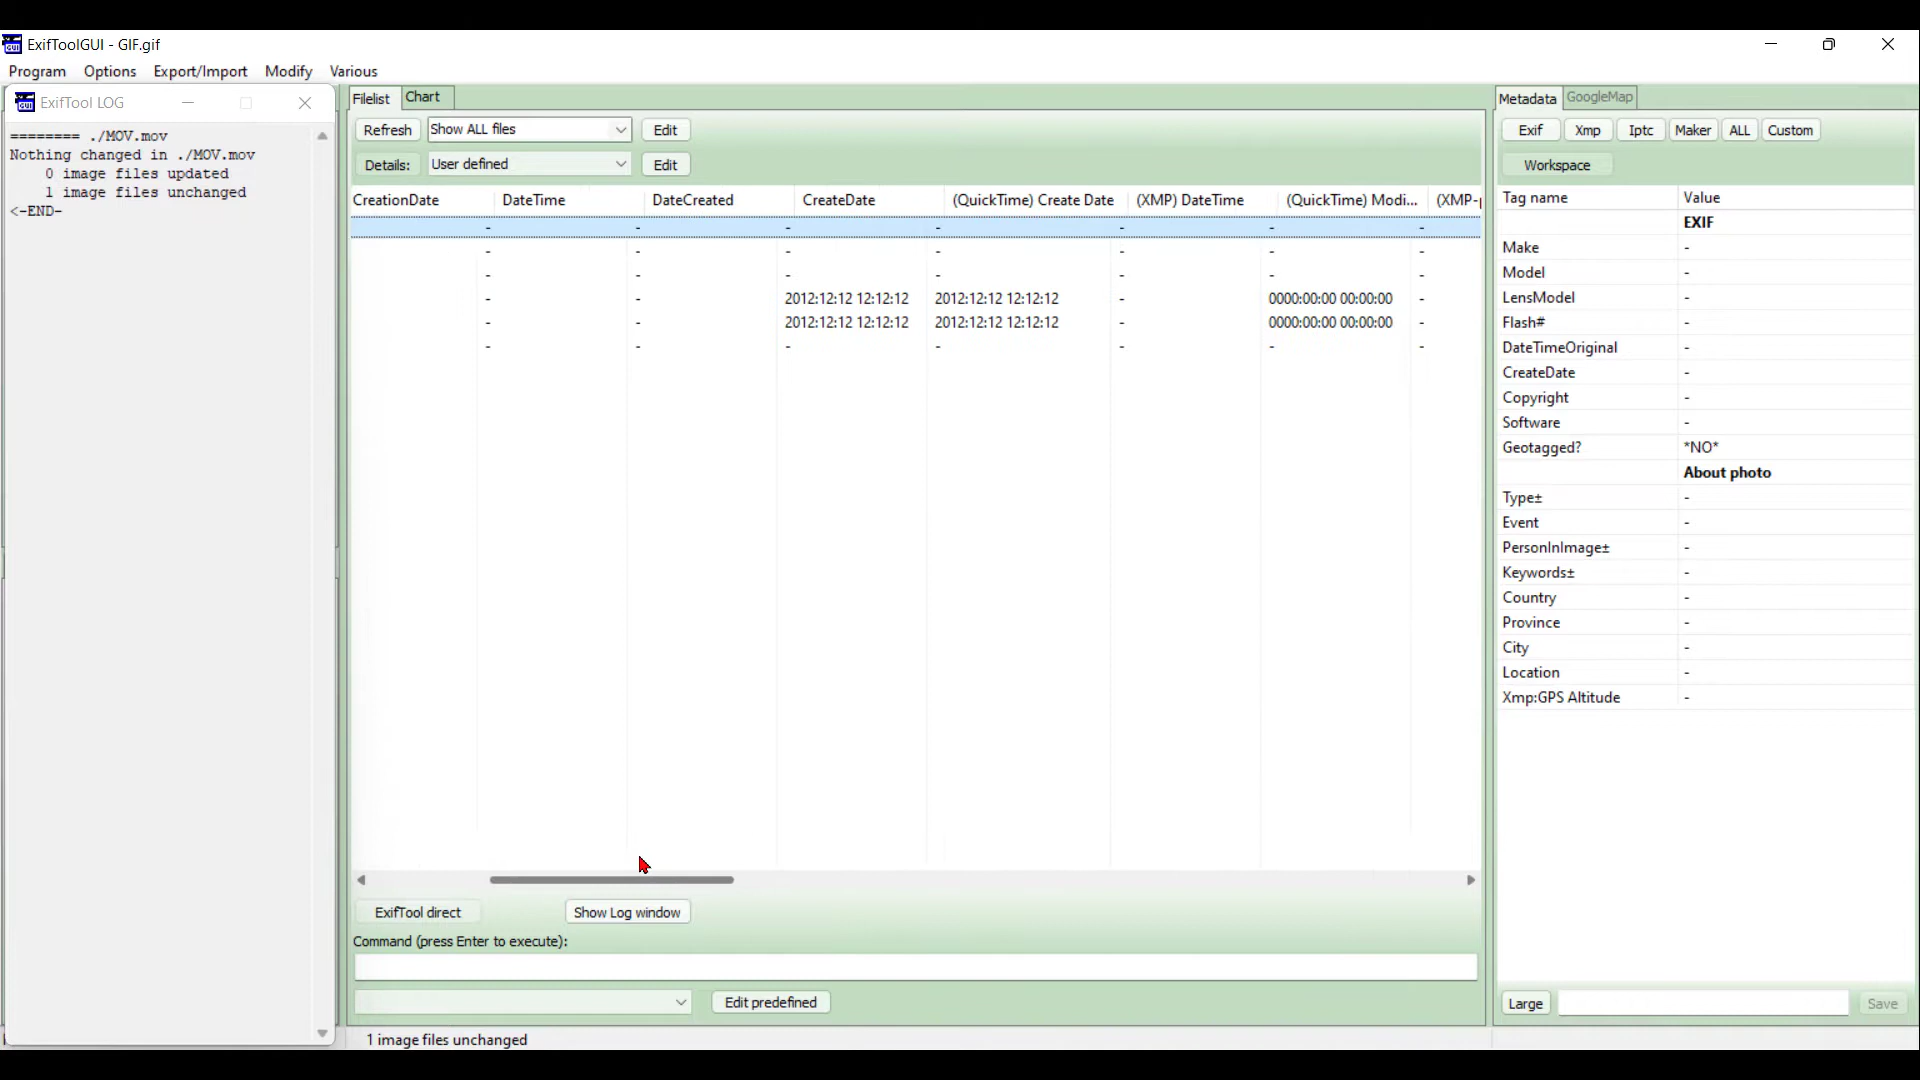 ExifToolGUI - GIF.gif
Program Options Export/Import Modify Various
ExifTool LOG
======== ./MOV.mov
Nothing changed in ./MOV.mov
0 image files updated
1 image files unchanged
<-END-
Filelist Chart
Refresh Show ALL files Edit
Details: User defined Edit
CreationDate DateTime DateCreated CreateDate (QuickTime) Create Date (XMP) DateTime (QuickTime) Modi... (XMP-
- - - - - - -
- - - - - - -
- - - - - - -
- - 2012:12:12 12:12:12 2012:12:12 12:12:12 - 0000:00:00 00:00:00 -
- - 2012:12:12 12:12:12 2012:12:12 12:12:12 - 0000:00:00 00:00:00 -
- - - - - - -
ExifTool direct Show Log window
Command (press Enter to execute):
Edit predefined
1 image files unchanged
Metadata GoogleMap
Exif Xmp Iptc Maker ALL Custom
Workspace
Tag name Value
EXIF
Make -
Model -
LensModel -
Flash# -
DateTimeOriginal -
CreateDate -
Copyright -
Software -
Geotagged? *NO*
About photo
Type± -
Event -
PersonInImage± -
Keywords± -
Country -
Province -
City -
Location -
Xmp:GPS Altitude -
Large Save